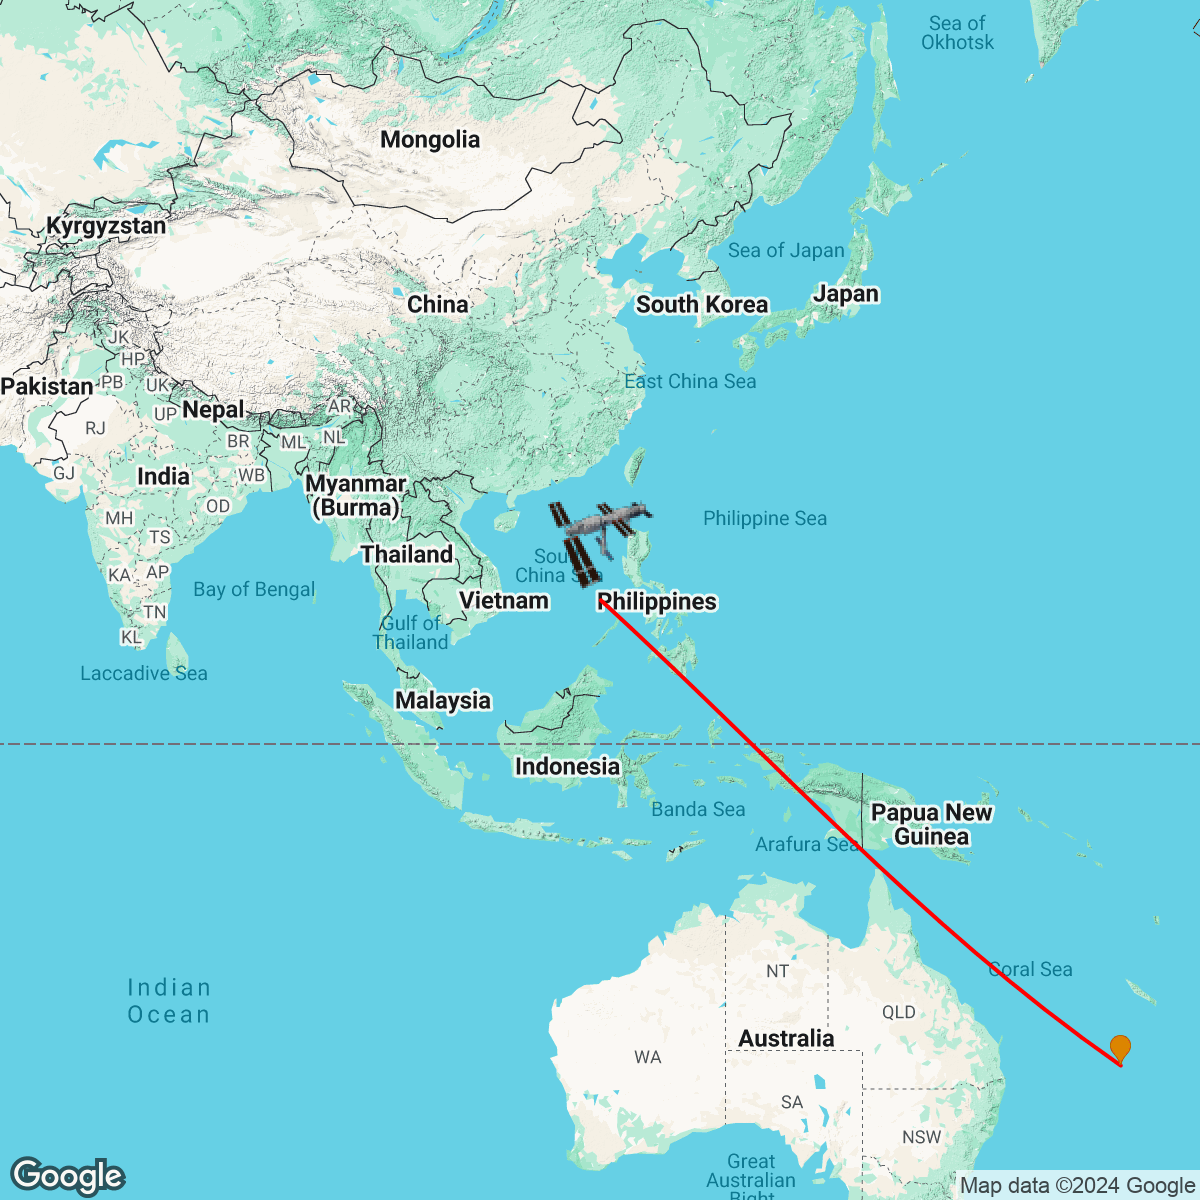 Sea of
Okhotsk
Mongolia
Kyrgyzstan
Sea of Japan
Japan
China
South Korea
JK
HP
Pakistan
PB
UK
East China Sea
Nepal
AR
UP
RJ
BR
ML
NL
GJ
India
WB
Myanmar
(Burma)
OD
MH
Philippine Sea
TS
Thailand
Sou
China S
KA
AP
Bay of Bengal
Vietnam
Philippines
TN
Gulf of
Thailand
KL
Laccadive Sea
Malaysia
Indonesia
Banda Sea
Papua New
Guinea
Arafura Sea
Coral Sea
NT
Indian
Ocean
QLD
Australia
WA
SA
NSW
Great
Australian
Bight
Google
Map data ©2024 Google